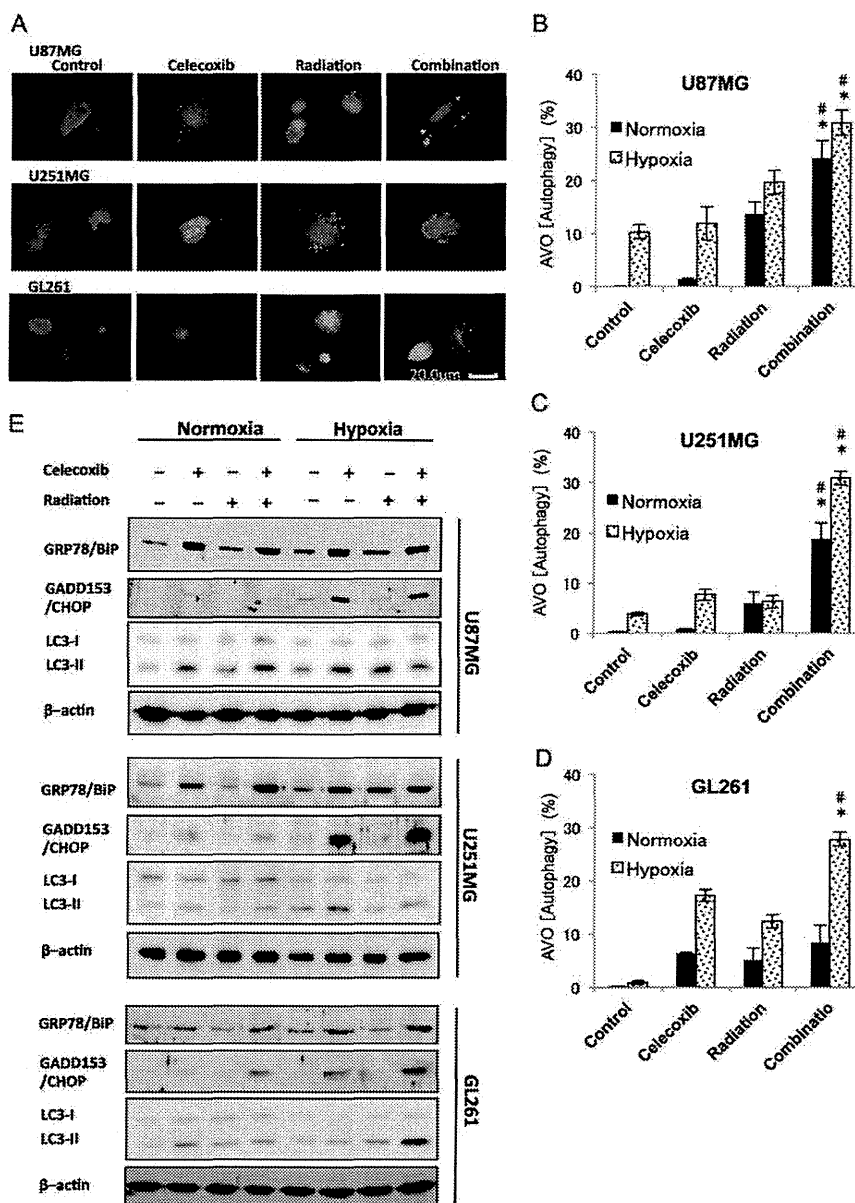 A
U87MG
Control Celecoxib Radiation Combination
U251MG
GL261
20.0um
B
U87MG
AVO [Autophagy] (%)
40
30
20
10
0
Normoxia
Hypoxia
# * # *
Control Celecoxib Radiation Combination
C
U251MG
AVO [Autophagy] (%)
40
30
20
10
0
Normoxia
Hypoxia
# * # *
Control Celecoxib Radiation Combination
D
GL261
AVO [Autophagy] (%)
40
30
20
10
0
Normoxia
Hypoxia
# *
Control Celecoxib Radiation Combinatio
E
Normoxia Hypoxia
Celecoxib − + − + − + − +
Radiation − − + + − − + +
GRP78/BiP
GADD153
/CHOP
LC3-I
LC3-II
β–actin
U87MG
GRP78/BiP
GADD153
/CHOP
LC3-I
LC3-II
β–actin
U251MG
GRP78/BiP
GADD153
/CHOP
LC3-I
LC3-II
β–actin
GL261